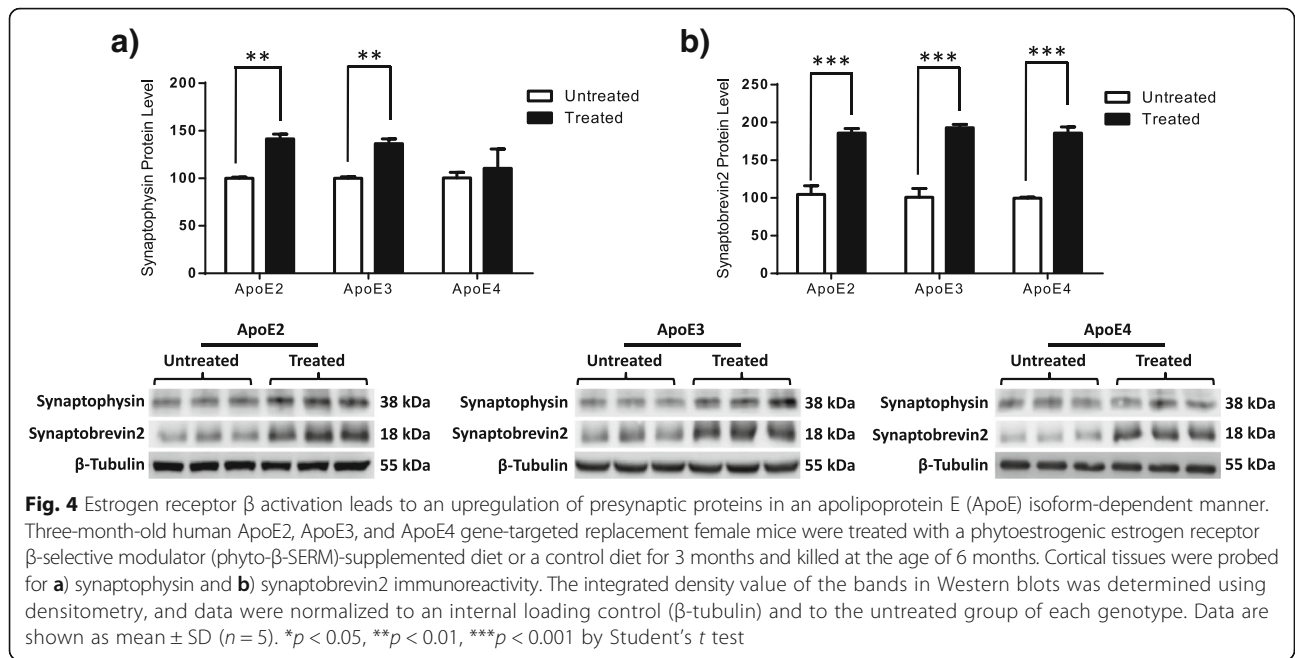 a)
**
**
Synaptophysin Protein Level
200
150
100
50
0
ApoE2
ApoE3
ApoE4
Untreated
Treated
b)
***
***
***
Synaptobrevin2 Protein Level
250
200
150
100
50
0
ApoE2
ApoE3
ApoE4
Untreated
Treated
ApoE2
Untreated Treated
Synaptophysin 38 kDa
Synaptobrevin2 18 kDa
β-Tubulin 55 kDa
ApoE3
Untreated Treated
Synaptophysin 38 kDa
Synaptobrevin2 18 kDa
β-Tubulin 55 kDa
ApoE4
Untreated Treated
Synaptophysin 38 kDa
Synaptobrevin2 18 kDa
β-Tubulin 55 kDa
Fig. 4 Estrogen receptor β activation leads to an upregulation of presynaptic proteins in an apolipoprotein E (ApoE) isoform-dependent manner.
Three-month-old human ApoE2, ApoE3, and ApoE4 gene-targeted replacement female mice were treated with a phytoestrogenic estrogen receptor
β-selective modulator (phyto-β-SERM)-supplemented diet or a control diet for 3 months and killed at the age of 6 months. Cortical tissues were probed
for a) synaptophysin and b) synaptobrevin2 immunoreactivity. The integrated density value of the bands in Western blots was determined using
densitometry, and data were normalized to an internal loading control (β-tubulin) and to the untreated group of each genotype. Data are
shown as mean ± SD (n = 5). *p < 0.05, **p < 0.01, ***p < 0.001 by Student's t test